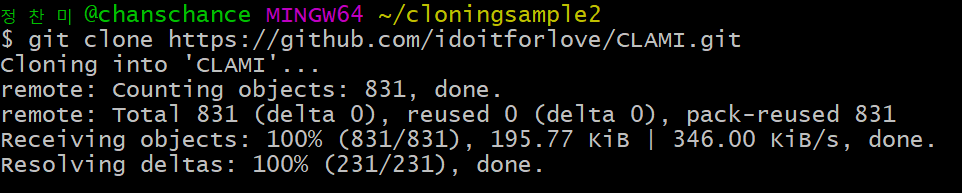 정 찬 미 @chanschance MINGW64 ~/cloningsample2
$ git clone https://github.com/idoitforlove/CLAMI.git
Cloning into 'CLAMI'...
remote: Counting objects: 831, done.
remote: Total 831 (delta 0), reused 0 (delta 0), pack-reused 831
Receiving objects: 100% (831/831), 195.77 KiB | 346.00 KiB/s, done.
Resolving deltas: 100% (231/231), done.